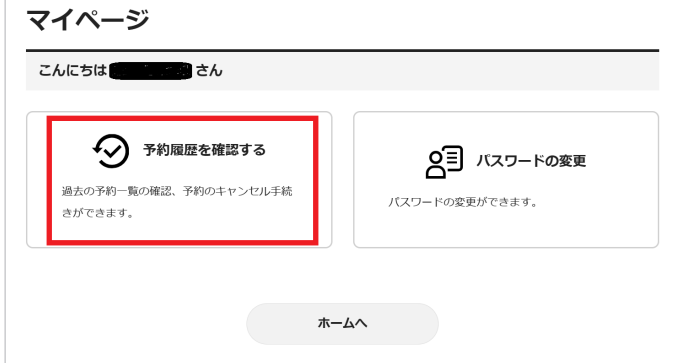 マイページ
こんにちは さん
予約履歴を確認する
過去の予約一覧の確認、予約のキャンセル手続
きができます。
パスワードの変更
パスワードの変更ができます。
ホームへ